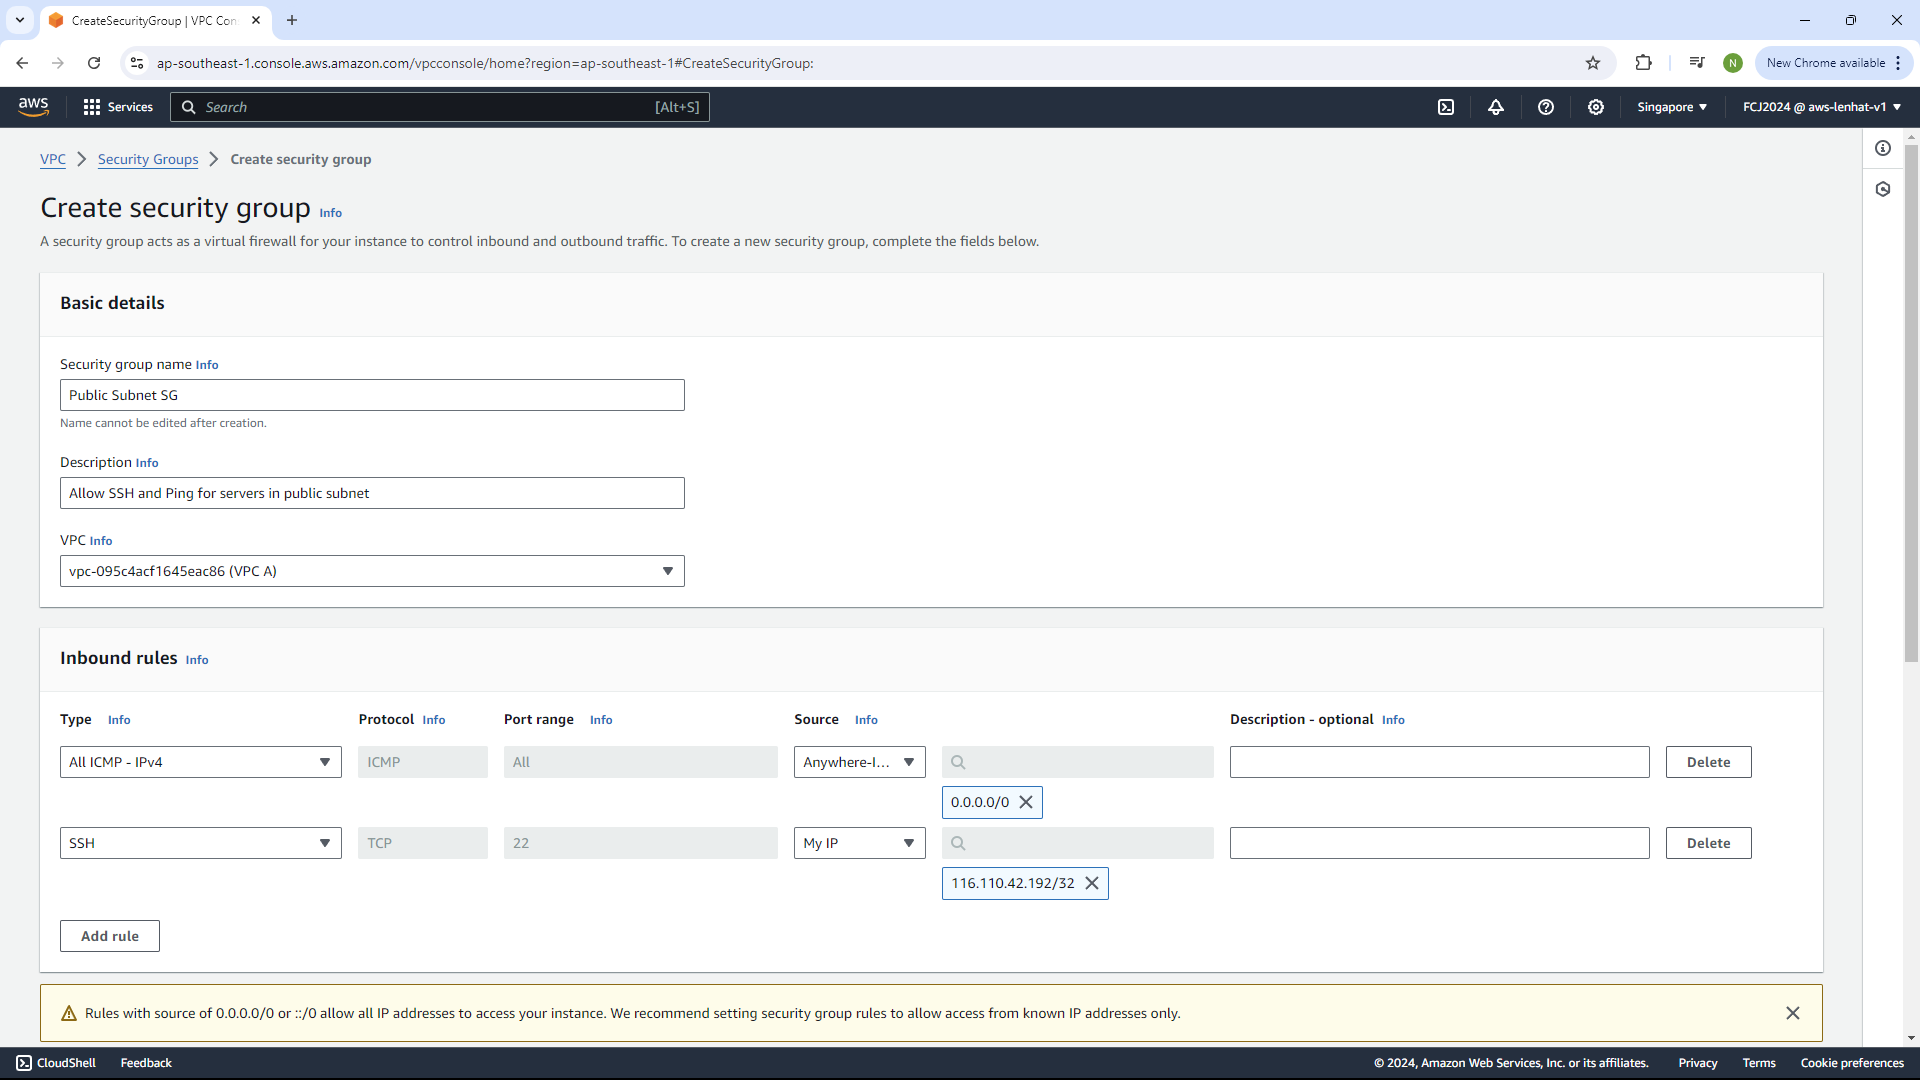 CreateSecurityGroup | VPC Con
ap-southeast-1.console.aws.amazon.com/vpcconsole/home?region=ap-southeast-1#CreateSecurityGroup:
N
New Chrome available
aws
Services
Search
[Alt+S]
Singapore
FCJ2024 @ aws-lenhat-v1
VPC > Security Groups > Create security group
Create security group Info
A security group acts as a virtual firewall for your instance to control inbound and outbound traffic. To create a new security group, complete the fields below.
Basic details
Security group name Info
Public Subnet SG
Name cannot be edited after creation.
Description Info
Allow SSH and Ping for servers in public subnet
VPC Info
vpc-095c4acf1645eac86 (VPC A)
Inbound rules Info
Type Info Protocol Info Port range Info Source Info Description - optional Info
All ICMP - IPv4 ICMP All Anywhere-I... Delete
0.0.0.0/0
SSH TCP 22 My IP Delete
116.110.42.192/32
Add rule
Rules with source of 0.0.0.0/0 or ::/0 allow all IP addresses to access your instance. We recommend setting security group rules to allow access from known IP addresses only.
CloudShell Feedback © 2024, Amazon Web Services, Inc. or its affiliates. Privacy Terms Cookie preferences